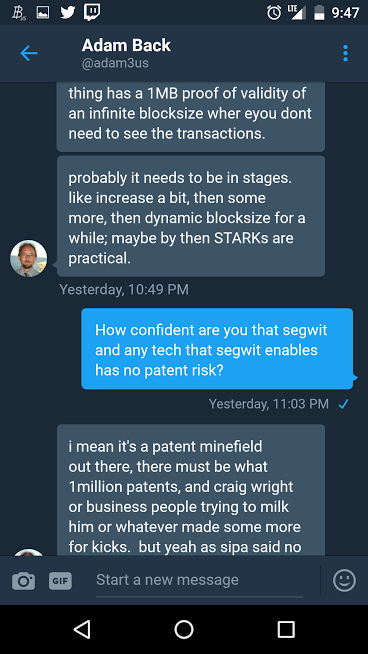 LTE
9:47
Adam Back
@adam3us
thing has a 1MB proof of validity of
an infinite blocksize wher eyou dont
need to see the transactions.
probably it needs to be in stages.
like increase a bit, then some
more, then dynamic blocksize for a
while; maybe by then STARKs are
practical.
Yesterday, 10:49 PM
How confident are you that segwit
and any tech that segwit enables
has no patent risk?
Yesterday, 11:03 PM
i mean it's a patent minefield
out there, there must be what
1million patents, and craig wright
or business people trying to milk
him or whatever made some more
for kicks.  but yeah as sipa said no
GIF
Start a new message